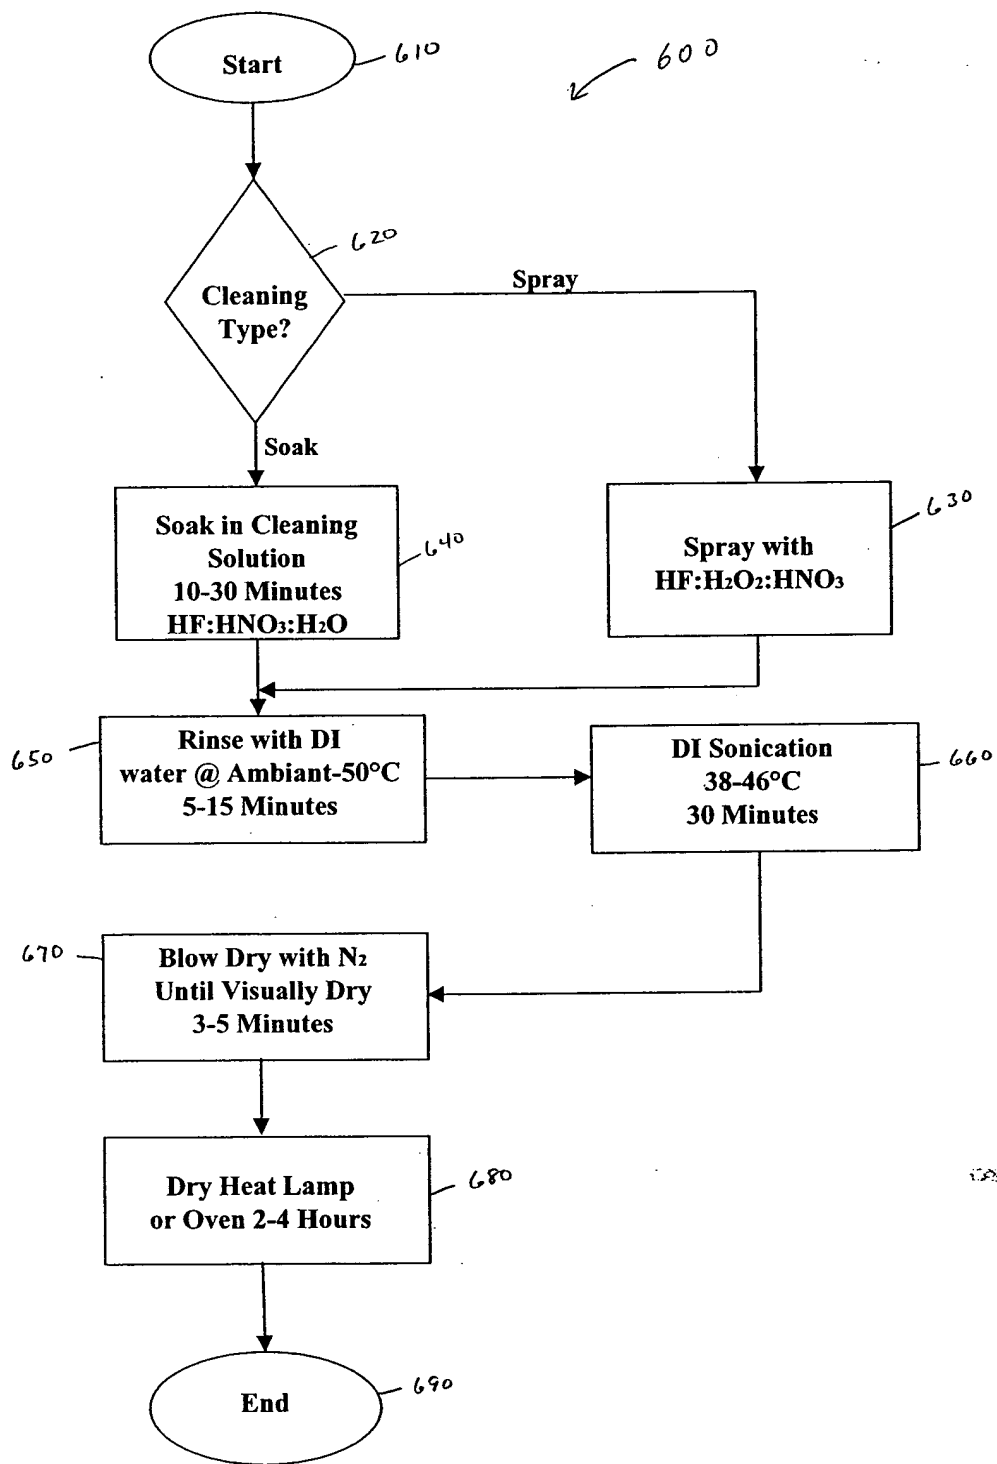 Start
610
600
620
Cleaning
Type?
Spray
Soak
Soak in Cleaning
Solution
10-30 Minutes
HF:HNO₃:H₂O
640
Spray with
HF:H₂O₂:HNO₃
630
650
Rinse with DI
water @ Ambiant-50°C
5-15 Minutes
DI Sonication
38-46°C
30 Minutes
660
670
Blow Dry with N₂
Until Visually Dry
3-5 Minutes
Dry Heat Lamp
or Oven 2-4 Hours
680
End
690